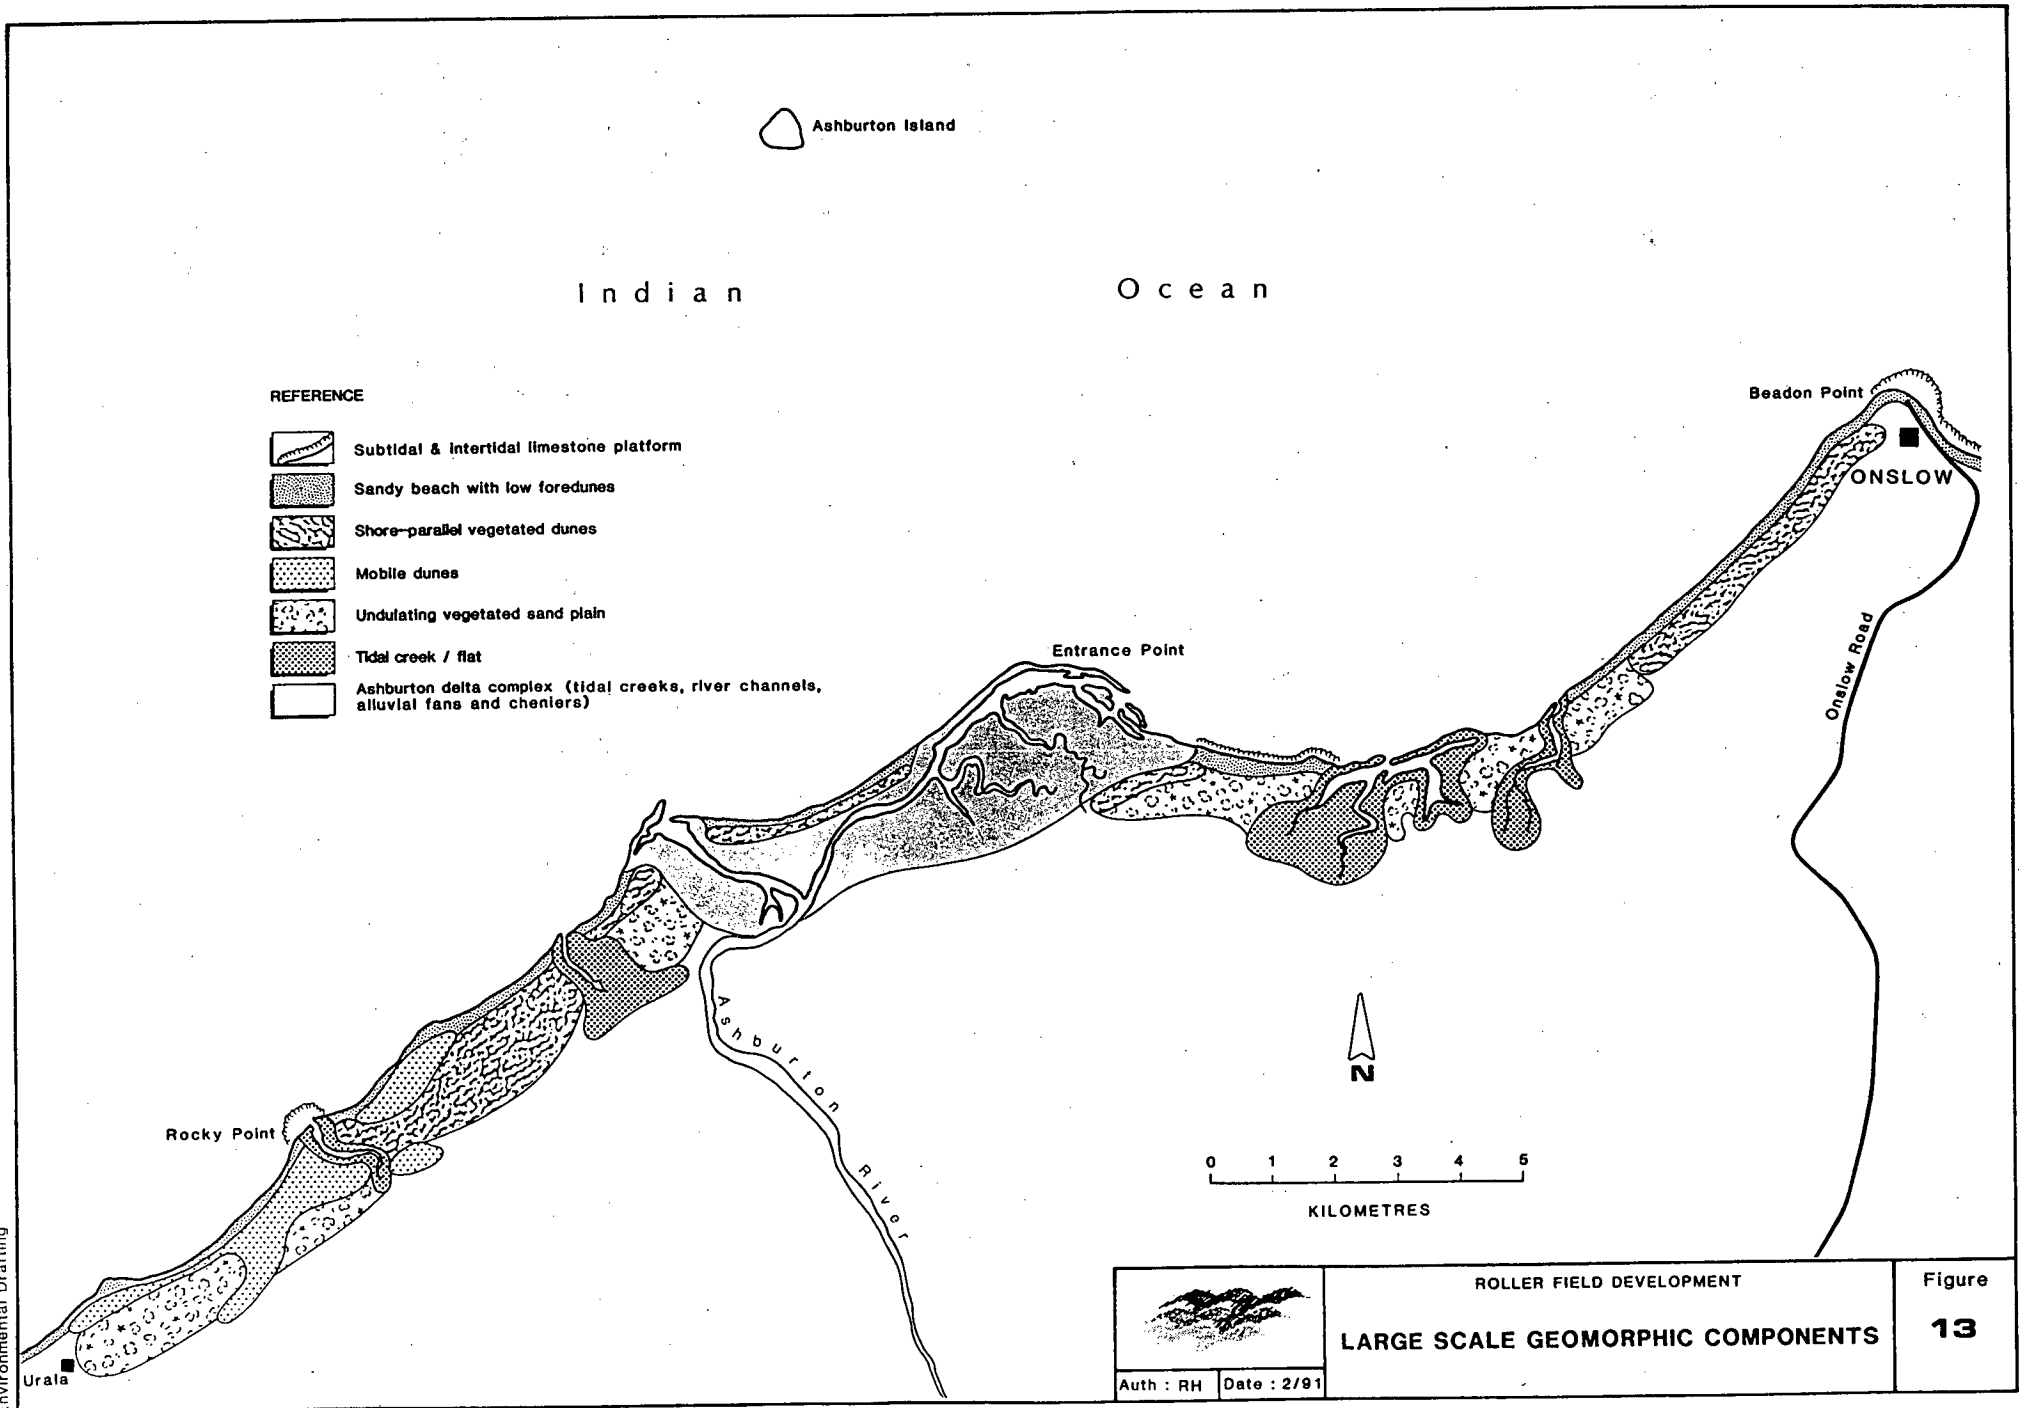 Ashburton Island
Indian Ocean
REFERENCE
Subtidal & intertidal limestone platform
Sandy beach with low foredunes
Shore-parallel vegetated dunes
Mobile dunes
Undulating vegetated sand plain
Tidal creek / flat
Ashburton delta complex (tidal creeks, river channels,
alluvial fans and cheniers)
Beadon Point
ONSLOW
Onslow Road
Entrance Point
Ashburton River
Rocky Point
Urala
N
0 1 2 3 4 5
KILOMETRES
ROLLER FIELD DEVELOPMENT
LARGE SCALE GEOMORPHIC COMPONENTS
Figure
13
Auth : RH
Date : 2/91
Drafting